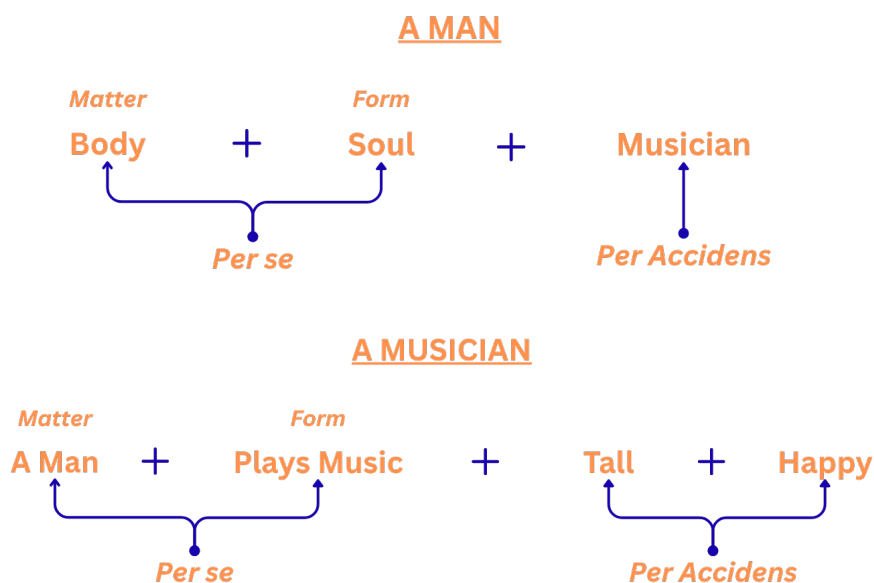 A MAN
Matter Form
Body + Soul + Musician
Per se Per Accidens
A MUSICIAN
Matter Form
A Man + Plays Music + Tall + Happy
Per se Per Accidens